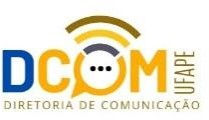 DCOM UFAPE
DIRETORIA DE COMUNICAÇÃO